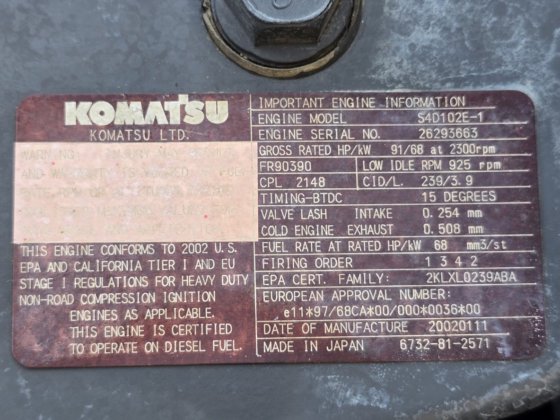 KOMATSU
KOMATSU LTD.
WARNING
AND WARRANTY IS VOIDED
THIS ENGINE CONFORMS TO 2002 U.S.
EPA AND CALIFORNIA TIER I AND EU
STAGE I REGULATIONS FOR HEAVY DUTY
NON-ROAD COMPRESSION IGNITION
ENGINES AS APPLICABLE.
THIS ENGINE IS CERTIFIED
TO OPERATE ON DIESEL FUEL.
IMPORTANT ENGINE INFORMATION
ENGINE MODEL S4D102E-1
ENGINE SERIAL NO. 26293663
GROSS RATED HP/kW 91/68 at 2300rpm
FR90390 LOW IDLE RPM 925 rpm
CPL 2148 CID/L. 239/3.9
TIMING-BTDC 15 DEGREES
VALVE LASH INTAKE 0.254 mm
COLD ENGINE EXHAUST 0.508 mm
FUEL RATE AT RATED HP/kW 68 mm3/st
FIRING ORDER 1 3 4 2
EPA CERT. FAMILY: 2KLXL0239ABA
EUROPEAN APPROVAL NUMBER:
e11*97/68CA*00/000*0036*00
DATE OF MANUFACTURE 20020111
MADE IN JAPAN 6732-81-2571